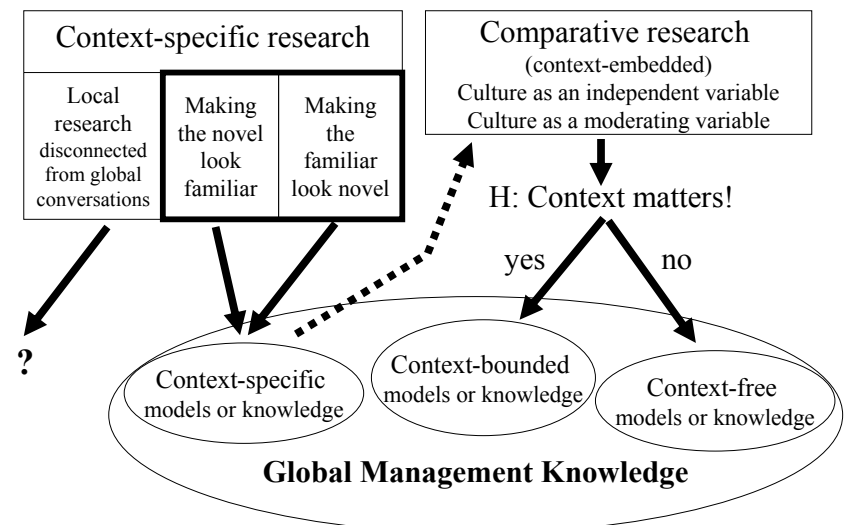 Context-specific research
Local
research
disconnected
from global
conversations
Making
the novel
look
familiar
Making
the
familiar
look novel
Comparative research
(context-embedded)
Culture as an independent variable
Culture as a moderating variable
H: Context matters!
yes
no
?
Context-specific
models or knowledge
Context-bounded
models or knowledge
Context-free
models or knowledge
Global Management Knowledge